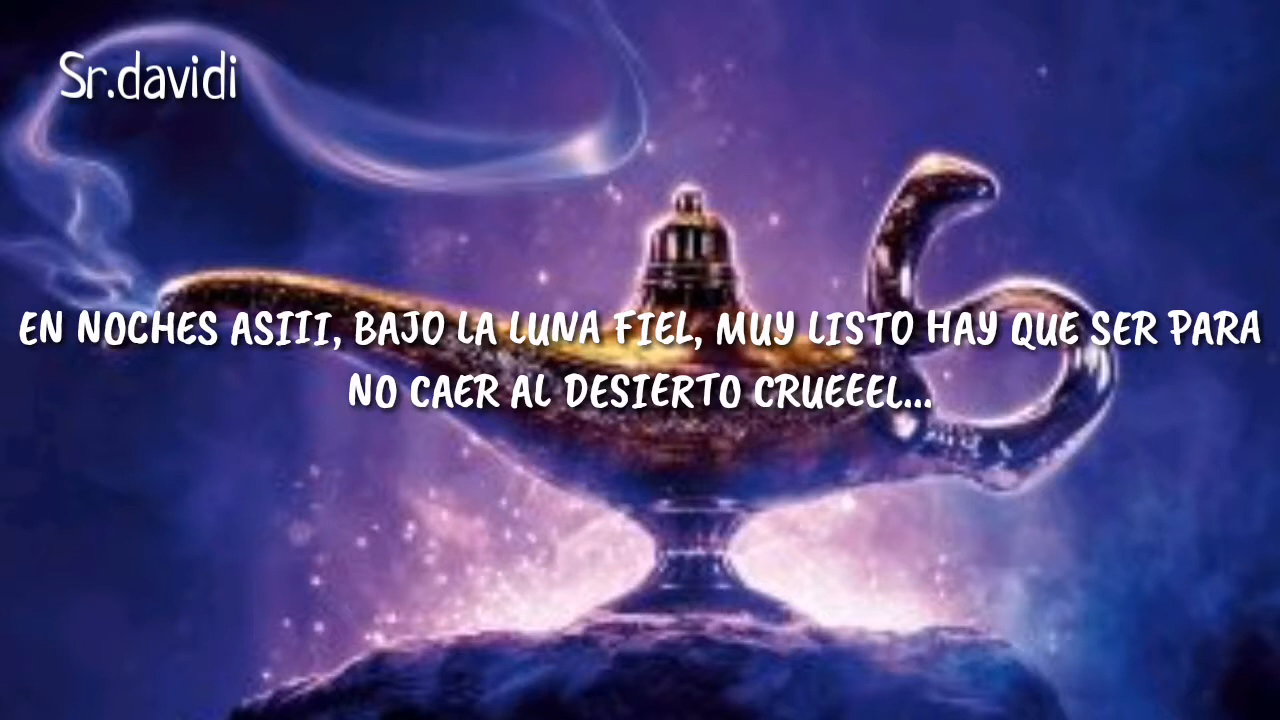 Sr.davidi
EN NOCHES ASIII, BAJO LA LUNA FIEL, MUY LISTO HAY QUE SER PARA
NO CAER AL DESIERTO CRUEEEL...